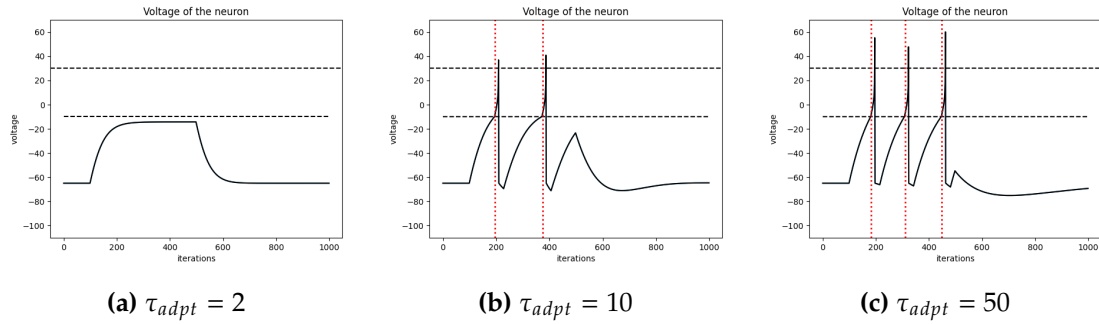 Voltage of the neuron
voltage
60
40
20
0
−20
−40
−60
−80
−100
0 200 400 600 800 1000
iterations
(a) τ_adpt = 2
Voltage of the neuron
voltage
60
40
20
0
−20
−40
−60
−80
−100
0 200 400 600 800 1000
iterations
(b) τ_adpt = 10
Voltage of the neuron
voltage
60
40
20
0
−20
−40
−60
−80
−100
0 200 400 600 800 1000
iterations
(c) τ_adpt = 50